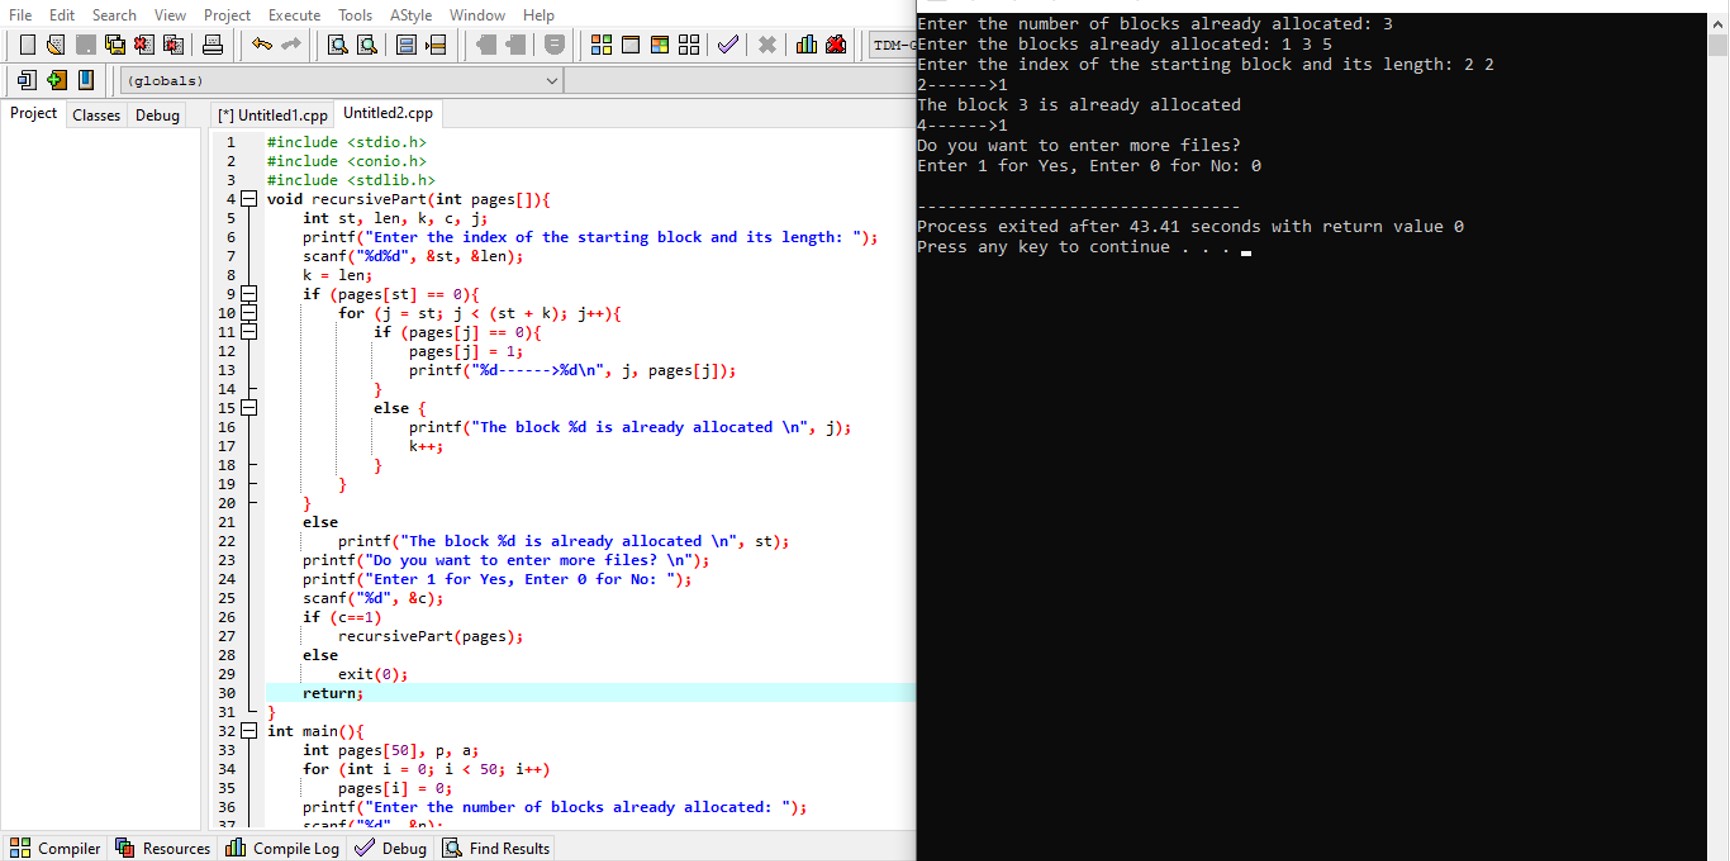 File Edit Search View Project Execute Tools AStyle Window Help
TDM-G
(globals)
Project Classes Debug [*] Untitled1.cpp Untitled2.cpp
1 #include <stdio.h>
2 #include <conio.h>
3 #include <stdlib.h>
4 void recursivePart(int pages[]){
5 int st, len, k, c, j;
6 printf("Enter the index of the starting block and its length: ");
7 scanf("%d%d", &st, &len);
8 k = len;
9 if (pages[st] == 0){
10 for (j = st; j < (st + k); j++){
11 if (pages[j] == 0){
12 pages[j] = 1;
13 printf("%d------>%d\n", j, pages[j]);
14 }
15 else {
16 printf("The block %d is already allocated \n", j);
17 k++;
18 }
19 }
20 }
21 else
22 printf("The block %d is already allocated \n", st);
23 printf("Do you want to enter more files? \n");
24 printf("Enter 1 for Yes, Enter 0 for No: ");
25 scanf("%d", &c);
26 if (c==1)
27 recursivePart(pages);
28 else
29 exit(0);
30 return;
31 }
32 int main(){
33 int pages[50], p, a;
34 for (int i = 0; i < 50; i++)
35 pages[i] = 0;
36 printf("Enter the number of blocks already allocated: ");
37 scanf("%d", &p);
Compiler Resources Compile Log Debug Find Results
Enter the number of blocks already allocated: 3
Enter the blocks already allocated: 1 3 5
Enter the index of the starting block and its length: 2 2
2------>1
The block 3 is already allocated
4------>1
Do you want to enter more files?
Enter 1 for Yes, Enter 0 for No: 0
--------------------------------
Process exited after 43.41 seconds with return value 0
Press any key to continue . . .